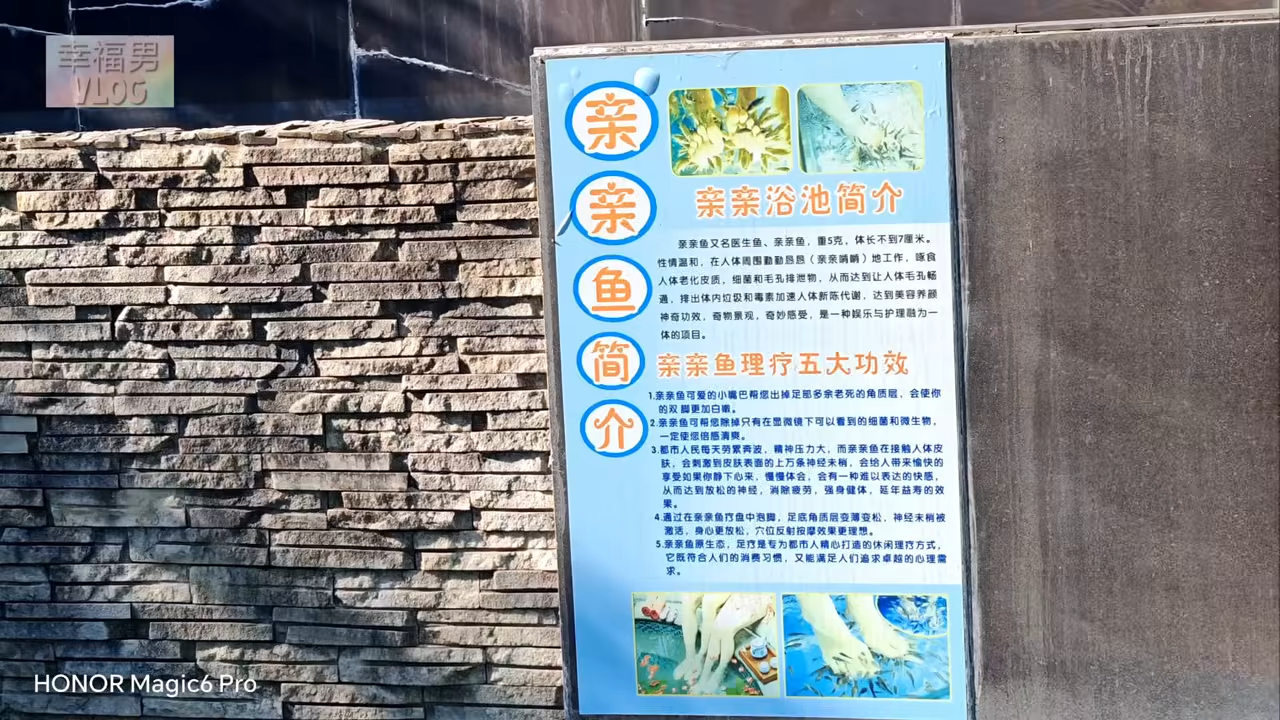 幸福男
VLOG
亲
亲
鱼
简
介
亲亲浴池简介
亲亲鱼又名医生鱼、亲亲鱼，重5克，体长不到7厘米。
性情温和，在人体周围勤勤恳恳（亲亲啃啃）地工作，啄食
人体老化皮质，细菌和毛孔排泄物，从而达到让人体毛孔畅
通，排出体内垃圾和毒素加速人体新陈代谢，达到美容养颜
神奇功效，奇物景观，奇妙感受，是一种娱乐与护理融为一
体的项目。
亲亲鱼理疗五大功效
1.亲亲鱼可爱的小嘴巴帮您出掉足部多余老死的角质层，会使你
的双脚更加白嫩。
2.亲亲鱼可帮您除掉只有在显微镜下可以看到的细菌和微生物，
一定使您倍感清爽。
3.都市人民每天劳累奔波，精神压力大，而亲亲鱼在接触人体皮
肤，会刺激到皮肤表面的上万条神经末梢，会给人带来愉快的
享受如果你静下心来，慢慢体会，会有一种难以表达的快感，
从而达到放松的神经，消除疲劳，强身健体，延年益寿的效
果。
4.通过在亲亲鱼疗盘中泡脚，足底角质层变薄变松，神经末梢被
激活，身心更放松，穴位反射按摩效果更理想。
5.亲亲鱼原生态，足疗是专为都市人精心打造的休闲理疗方式，
它既符合人们的消费习惯，又能满足人们追求卓越的心理需
求。
HONOR Magic6 Pro